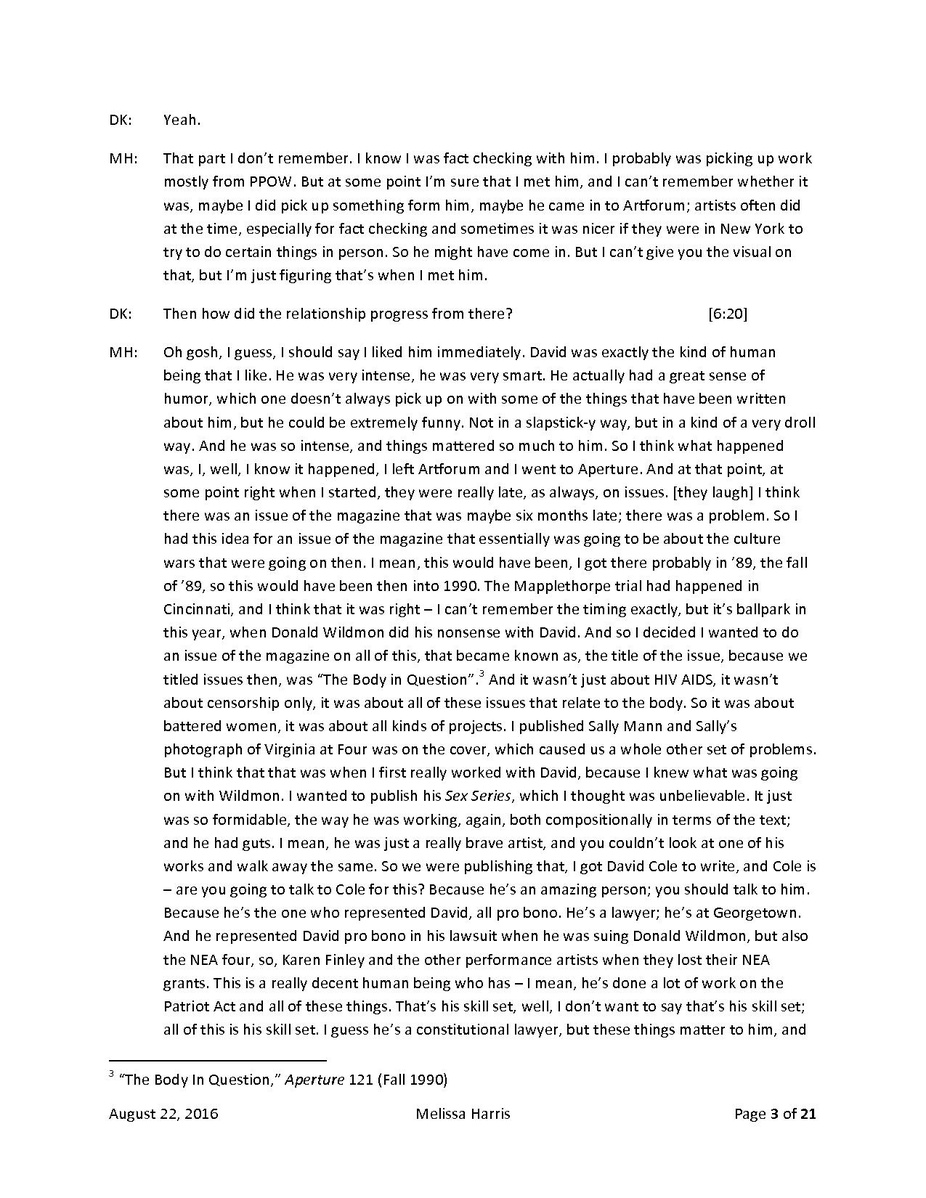 DK: Yeah.
MH: That part I don’t remember. I know I was fact checking with him. I probably was picking up work
mostly from PPOW. But at some point I’m sure that I met him, and I can’t remember whether it
was, maybe I did pick up something form him, maybe he came in to Artforum; artists often did
at the time, especially for fact checking and sometimes it was nicer if they were in New York to
try to do certain things in person. So he might have come in. But I can’t give you the visual on
that, but I’m just figuring that’s when I met him.
DK: Then how did the relationship progress from there? [6:20]
MH: Oh gosh, I guess, I should say I liked him immediately. David was exactly the kind of human
being that I like. He was very intense, he was very smart. He actually had a great sense of
humor, which one doesn’t always pick up on with some of the things that have been written
about him, but he could be extremely funny. Not in a slapstick-y way, but in a kind of a very droll
way. And he was so intense, and things mattered so much to him. So I think what happened
was, I, well, I know it happened, I left Artforum and I went to Aperture. And at that point, at
some point right when I started, they were really late, as always, on issues. [they laugh] I think
there was an issue of the magazine that was maybe six months late; there was a problem. So I
had this idea for an issue of the magazine that essentially was going to be about the culture
wars that were going on then. I mean, this would have been, I got there probably in ’89, the fall
of ’89, so this would have been then into 1990. The Mapplethorpe trial had happened in
Cincinnati, and I think that it was right – I can’t remember the timing exactly, but it’s ballpark in
this year, when Donald Wildmon did his nonsense with David. And so I decided I wanted to do
an issue of the magazine on all of this, that became known as, the title of the issue, because we
titled issues then, was “The Body in Question”.3 And it wasn’t just about HIV AIDS, it wasn’t
about censorship only, it was about all of these issues that relate to the body. So it was about
battered women, it was about all kinds of projects. I published Sally Mann and Sally’s
photograph of Virginia at Four was on the cover, which caused us a whole other set of problems.
But I think that that was when I first really worked with David, because I knew what was going
on with Wildmon. I wanted to publish his Sex Series, which I thought was unbelievable. It just
was so formidable, the way he was working, again, both compositionally in terms of the text;
and he had guts. I mean, he was just a really brave artist, and you couldn’t look at one of his
works and walk away the same. So we were publishing that, I got David Cole to write, and Cole is
– are you going to talk to Cole for this? Because he’s an amazing person; you should talk to him.
Because he’s the one who represented David, all pro bono. He’s a lawyer; he’s at Georgetown.
And he represented David pro bono in his lawsuit when he was suing Donald Wildmon, but also
the NEA four, so, Karen Finley and the other performance artists when they lost their NEA
grants. This is a really decent human being who has – I mean, he’s done a lot of work on the
Patriot Act and all of these things. That’s his skill set, well, I don’t want to say that’s his skill set;
all of this is his skill set. I guess he’s a constitutional lawyer, but these things matter to him, and
3 “The Body In Question,” Aperture 121 (Fall 1990)
August 22, 2016 Melissa Harris Page 3 of 21